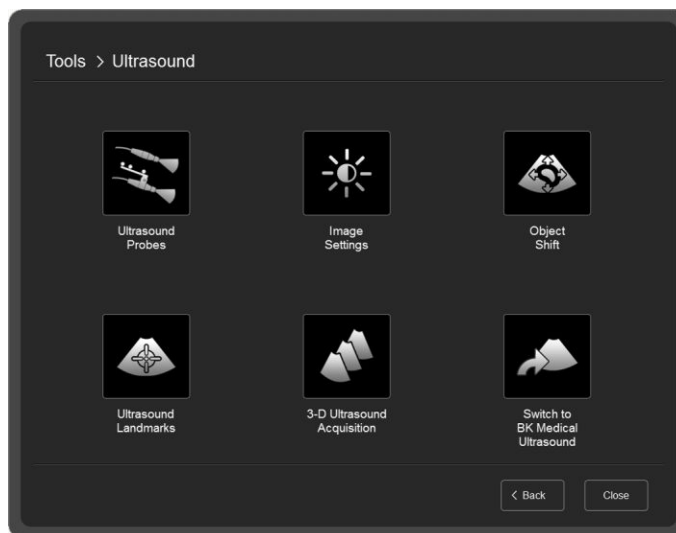 Tools > Ultrasound
Ultrasound
Probes
Image
Settings
Object
Shift
Ultrasound
Landmarks
3-D Ultrasound
Acquisition
Switch to
BK Medical
Ultrasound
< Back
Close